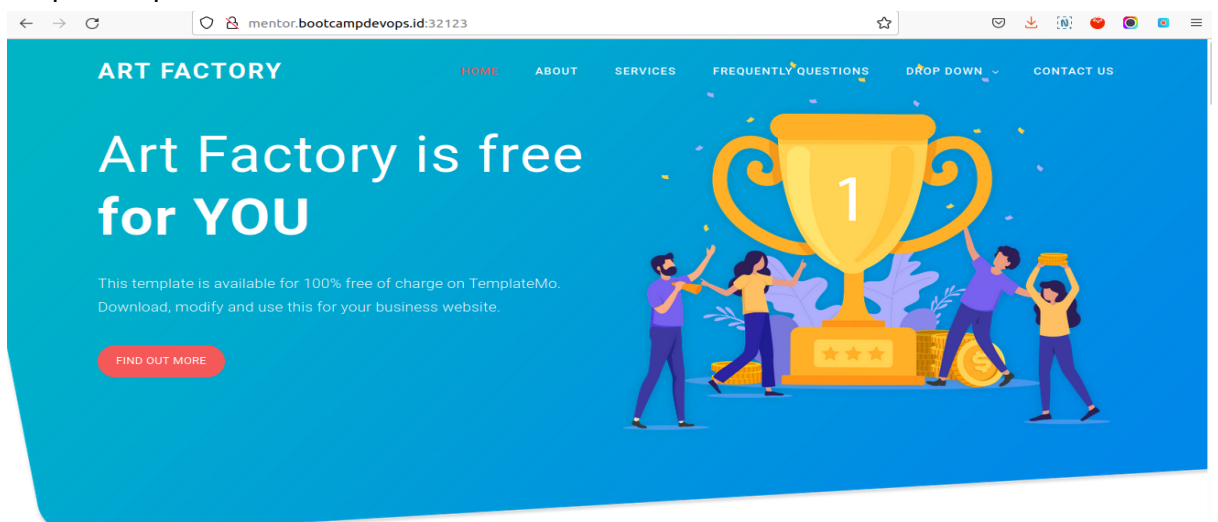 mentor.bootcampdevops.id:32123
ART FACTORY
HOME ABOUT SERVICES FREQUENTLY QUESTIONS DROP DOWN CONTACT US
Art Factory is free
for YOU
This template is available for 100% free of charge on TemplateMo.
Download, modify and use this for your business website.
FIND OUT MORE
1